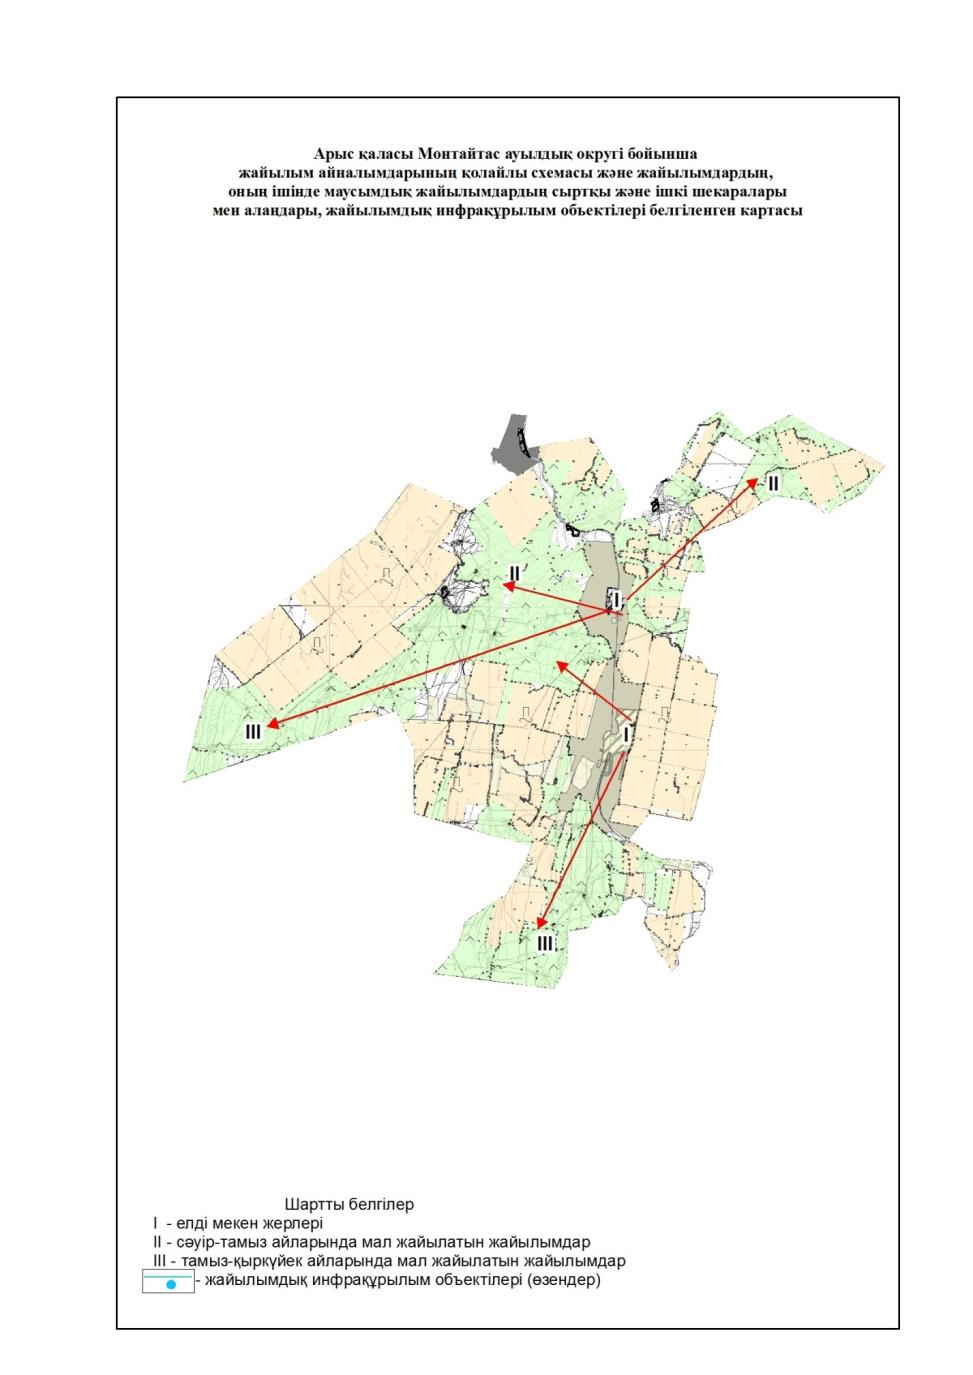 Арыс қаласы Монтайтас ауылдық округі бойынша
жайылым айналымдарының қолайлы схемасы және жайылымдардың,
оның ішінде маусымдық жайылымдардың сыртқы және ішкі шекаралары
мен алаңдары, жайылымдық инфрақұрылым объектілері белгіленген картасы
II
II
I
III
I
III
Шартты белгілер
I - елді мекен жерлері
II - сәуір-тамыз айларында мал жайылатын жайылымдар
III - тамыз-қыркүйек айларында мал жайылатын жайылымдар
- жайылымдық инфрақұрылым объектілері (өзендер)